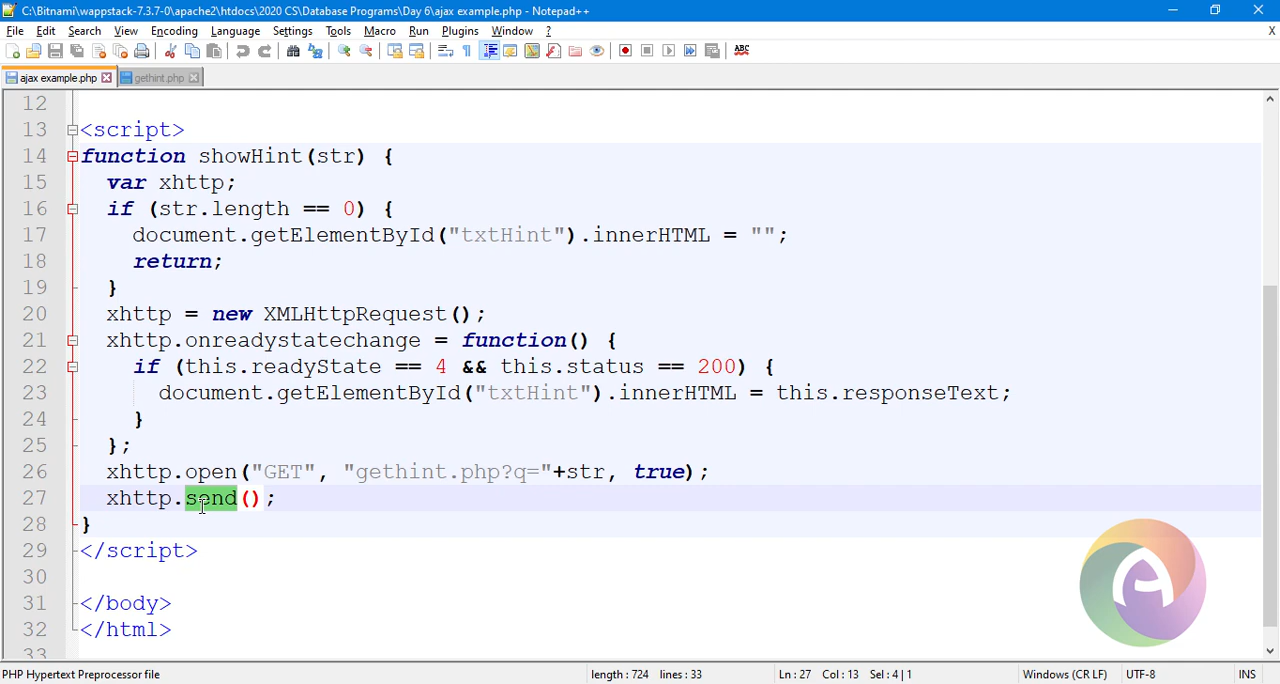 C:\Bitnami\wappstack-7.3.7-0\apache2\htdocs\2020 CS\Database Programs\Day 6\ajax example.php - Notepad++
File Edit Search View Encoding Language Settings Tools Macro Run Plugins Window ? X
ABC
ajax example.php gethint.php
12
13 <script>
14 function showHint(str) {
15 var xhttp;
16 if (str.length == 0) {
17 document.getElementById("txtHint").innerHTML = "";
18 return;
19 }
20 xhttp = new XMLHttpRequest();
21 xhttp.onreadystatechange = function() {
22 if (this.readyState == 4 && this.status == 200) {
23 document.getElementById("txtHint").innerHTML = this.responseText;
24 }
25 };
26 xhttp.open("GET", "gethint.php?q="+str, true);
27 xhttp.send();
28 }
29 </script>
30
31 </body>
32 </html>
33
PHP Hypertext Preprocessor file length : 724 lines : 33 Ln : 27 Col : 13 Sel : 4 | 1 Windows (CR LF) UTF-8 INS